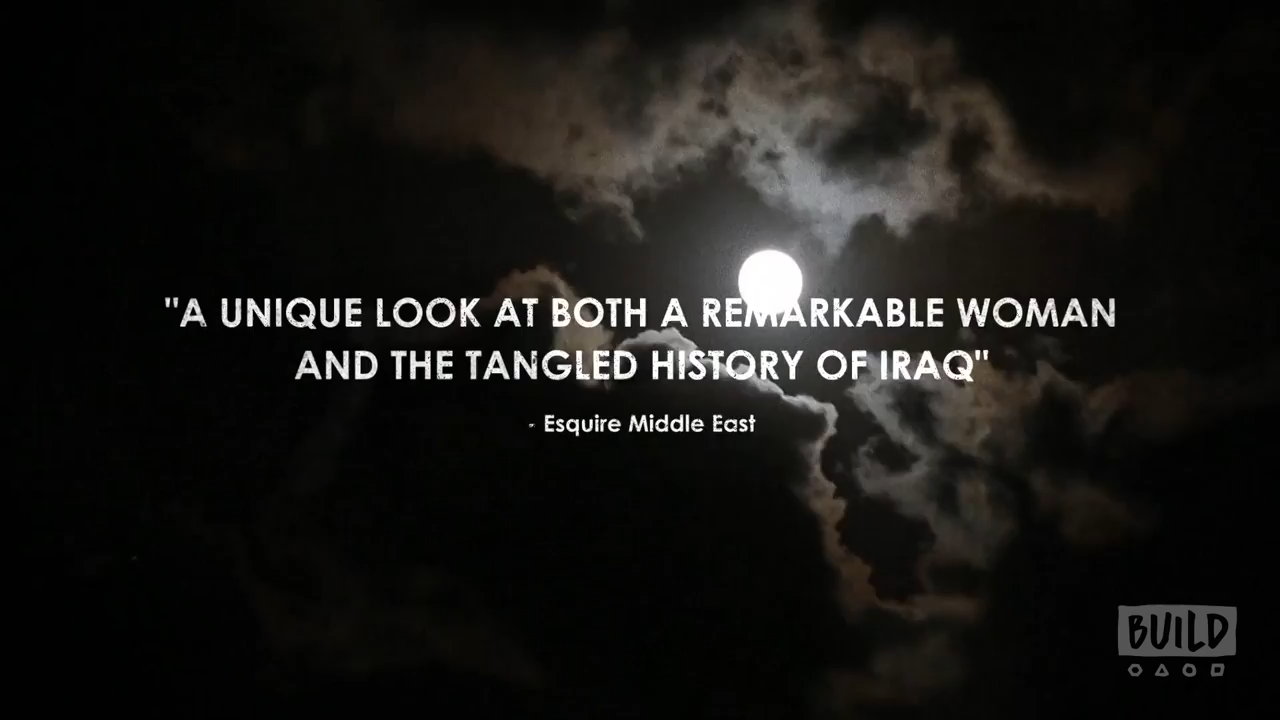 "A UNIQUE LOOK AT BOTH A REMARKABLE WOMAN
AND THE TANGLED HISTORY OF IRAQ"
- Esquire Middle East
BUILD